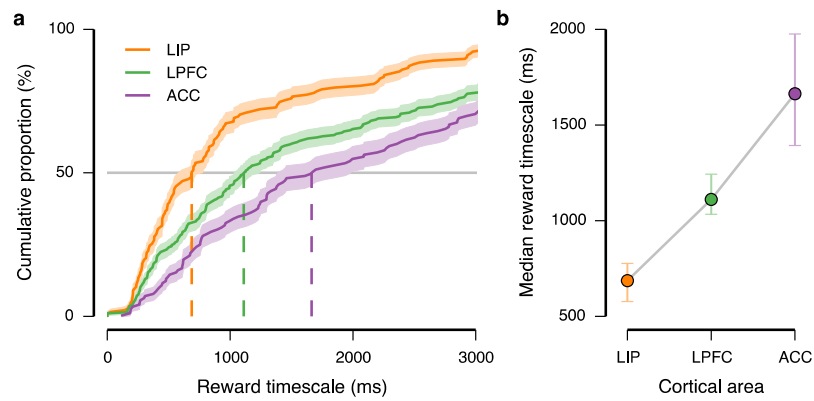 a
100
LIP
LPFC
ACC
50
0
Cumulative proportion (%)
0 1000 2000 3000
Reward timescale (ms)
b
2000
1500
1000
500
Median reward timescale (ms)
LIP LPFC ACC
Cortical area